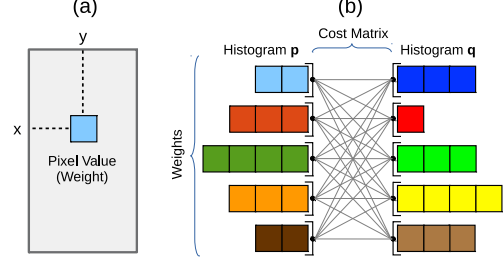 (a)
y
x
Pixel Value
(Weight)
(b)
Cost Matrix
Histogram p
Histogram q
Weights